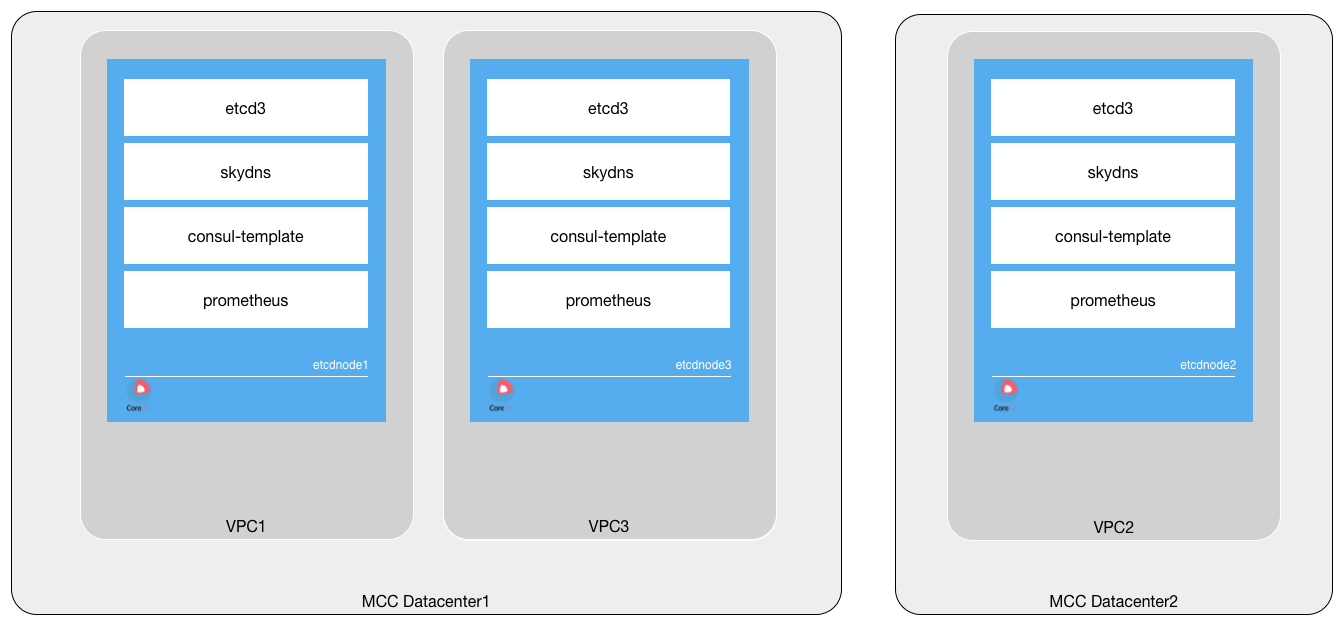 etcd3
skydns
consul-template
prometheus
etcdnode1
Core
VPC1
etcd3
skydns
consul-template
prometheus
etcdnode3
Core
VPC3
MCC Datacenter1
etcd3
skydns
consul-template
prometheus
etcdnode2
Core
VPC2
MCC Datacenter2